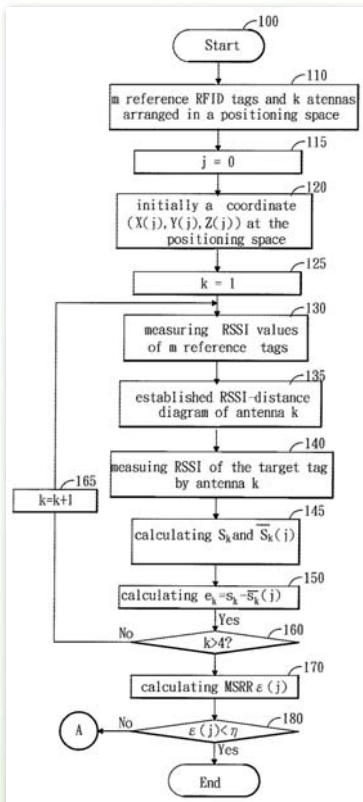 100
Start
110
m reference RFID tags and k atennas
arranged in a positioning space
115
j = 0
120
initially a coordinate
(X(j),Y(j),Z(j)) at the
positioning space
125
k = 1
130
measuring RSSI values
of m reference tags
135
established RSSI-distance
diagram of antenna k
140
measuing RSSI of the target tag
by antenna k
165
k=k+1
145
calculating Sₖ and S̅ₖ(j)
150
calculating eₖ=sₖ-s̅ₖ(j)
Yes
160
No
k>4?
170
calculating MSRR ε(j)
180
A
No
ε(j)<η
Yes
End